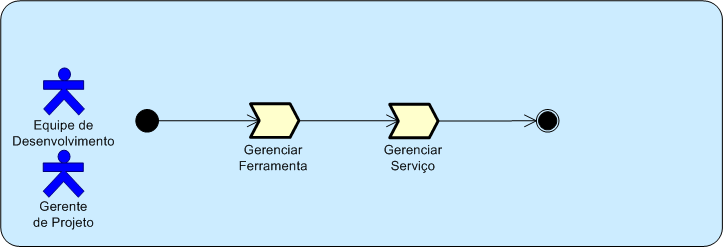 Equipe de
Desenvolvimento
Gerente
de Projeto
Gerenciar
Ferramenta
Gerenciar
Serviço